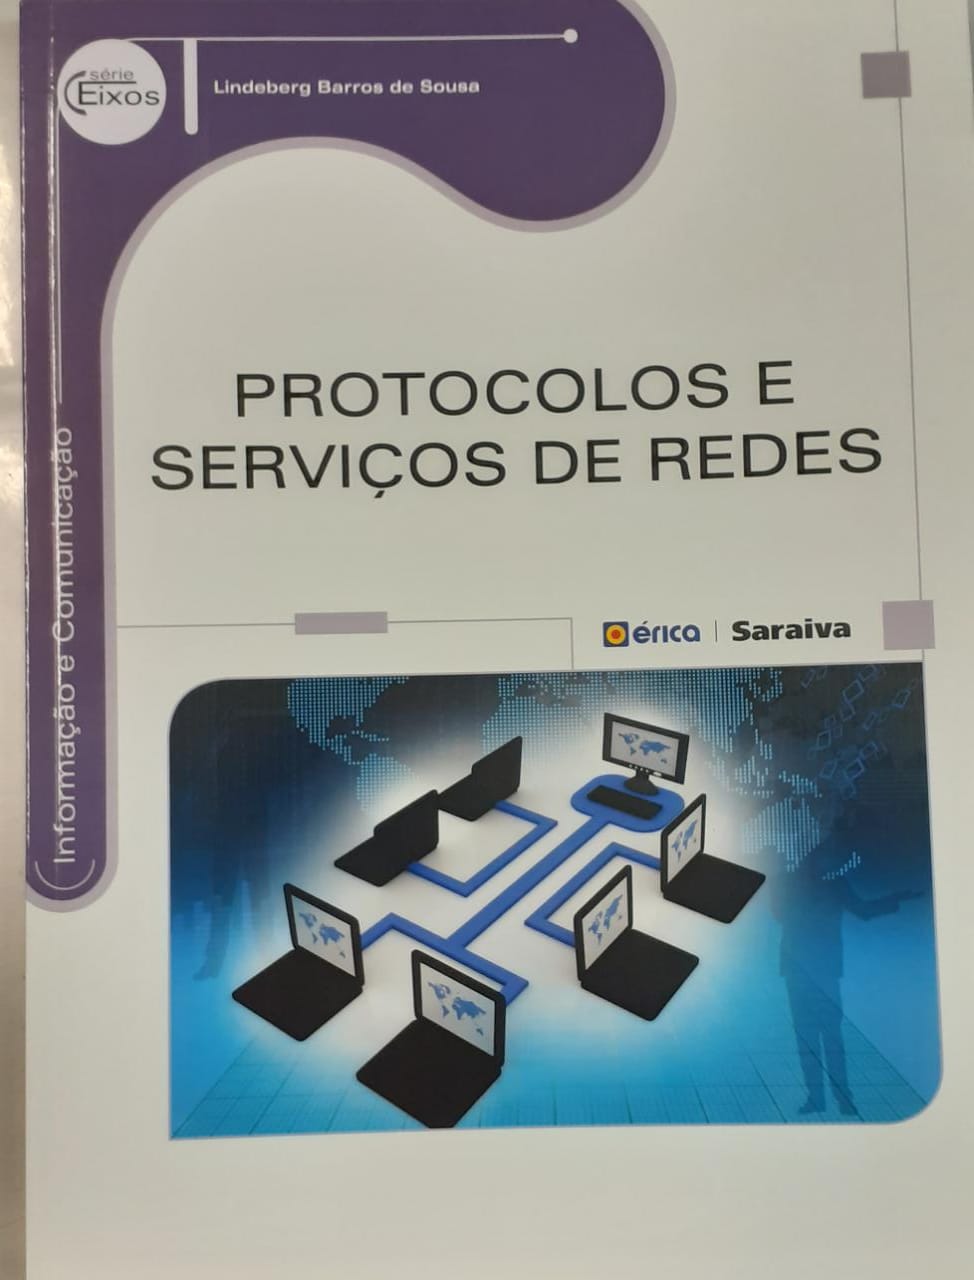 série
Eixos
Lindeberg Barros de Sousa
PROTOCOLOS E
SERVIÇOS DE REDES
Informação e Comunicação
érica | Saraiva